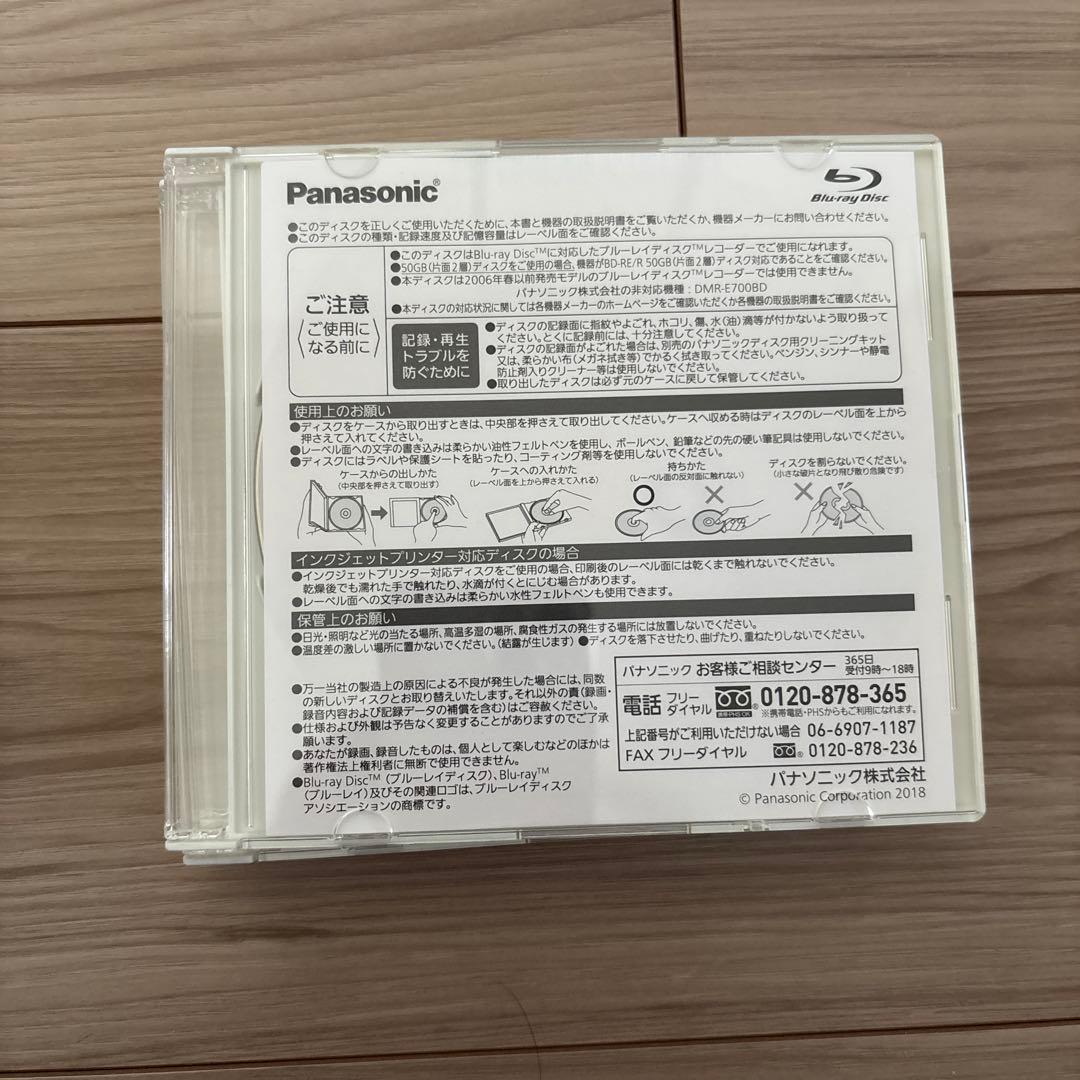 Panasonic®
Blu-ray Disc
●このディスクを正しくご使用いただくために、本書と機器の取扱説明書をご覧いただくか、機器メーカーにお問い合わせください。
●このディスクの種類・記録速度及び記憶容量はレーベル面をご確認ください。
ご注意
〈ご使用になる前に〉
●このディスクはBlu-ray Disc™に対応したブルーレイディスク™レコーダーでご使用になれます。
●50GB(片面2層)ディスクをご使用の場合、機器がBD-RE/R 50GB(片面2層)ディスク対応であることをご確認ください。
●本ディスクは2006年春以前発売モデルのブルーレイディスク™レコーダーでは使用できません。
パナソニック株式会社の非対応機種：DMR-E700BD
●本ディスクの対応状況に関しては各機器メーカーのホームページをご確認いただくか各機器の取扱説明書をご確認ください。
記録・再生
トラブルを
防ぐために
●ディスクの記録面に指紋やよごれ、ホコリ、傷、水(油)滴等が付かないよう取り扱って
ください。とくに記録前には、十分注意してください。
●ディスクの記録面がよごれた場合は、別売のパナソニックディスク用クリーニングキット
又は、柔らかい布(メガネ拭き等)でかるく拭き取ってください。ベンジン、シンナーや静電
防止剤入りクリーナー等は使用しないでください。
●取り出したディスクは必ず元のケースに戻して保管してください。
使用上のお願い
●ディスクをケースから取り出すときは、中央部を押さえて取り出してください。ケースへ収める時はディスクのレーベル面を上から
押さえて入れてください。
●レーベル面への文字の書き込みは柔らかい油性フェルトペンを使用し、ボールペン、鉛筆などの先の硬い筆記具は使用しないでください。
●ディスクにはラベルや保護シートを貼ったり、コーティング剤等を使用しないでください。
ケースからの出しかた
(中央部を押さえて取り出す)
ケースへの入れかた
(レーベル面を上から押さえて入れる)
持ちかた
(レーベル面の反対面に触れない)
ディスクを割らないでください。
(小さな破片となり飛び散り危険です)
インクジェットプリンター対応ディスクの場合
●インクジェットプリンター対応ディスクをご使用の場合、印刷後のレーベル面には乾くまで触れないでください。
乾燥後でも濡れた手で触れたり、水滴が付くとにじむ場合があります。
●レーベル面への文字の書き込みは柔らかい水性フェルトペンも使用できます。
保管上のお願い
●日光・照明など光の当たる場所、高温多湿の場所、腐食性ガスの発生する場所には放置しないでください。
●温度差の激しい場所に置かないでください。(結露が生じます) ●ディスクを落下させたり、曲げたり、重ねたりしないでください。
●万一当社の製造上の原因による不良が発生した場合には、同数
の新しいディスクとお取り替えいたします。それ以外の責(録画・
録音内容および記録データの補償を含む)はご容赦ください。
●仕様および外観は予告なく変更することがありますのでご了承
願います。
●あなたが録画、録音したものは、個人として楽しむなどのほかは
著作権法上権利者に無断で使用できません。
●Blu-ray Disc™ (ブルーレイディスク)、Blu-ray™
(ブルーレイ)及びその関連ロゴは、ブルーレイディスク
アソシエーションの商標です。
パナソニック お客様ご相談センター 365日 受付9時～18時
電話 フリーダイヤル 携帯・PHS OK 0120-878-365
※携帯電話・PHSからもご利用になれます。
上記番号がご利用いただけない場合 06-6907-1187
FAX フリーダイヤル 0120-878-236
パナソニック株式会社
© Panasonic Corporation 2018